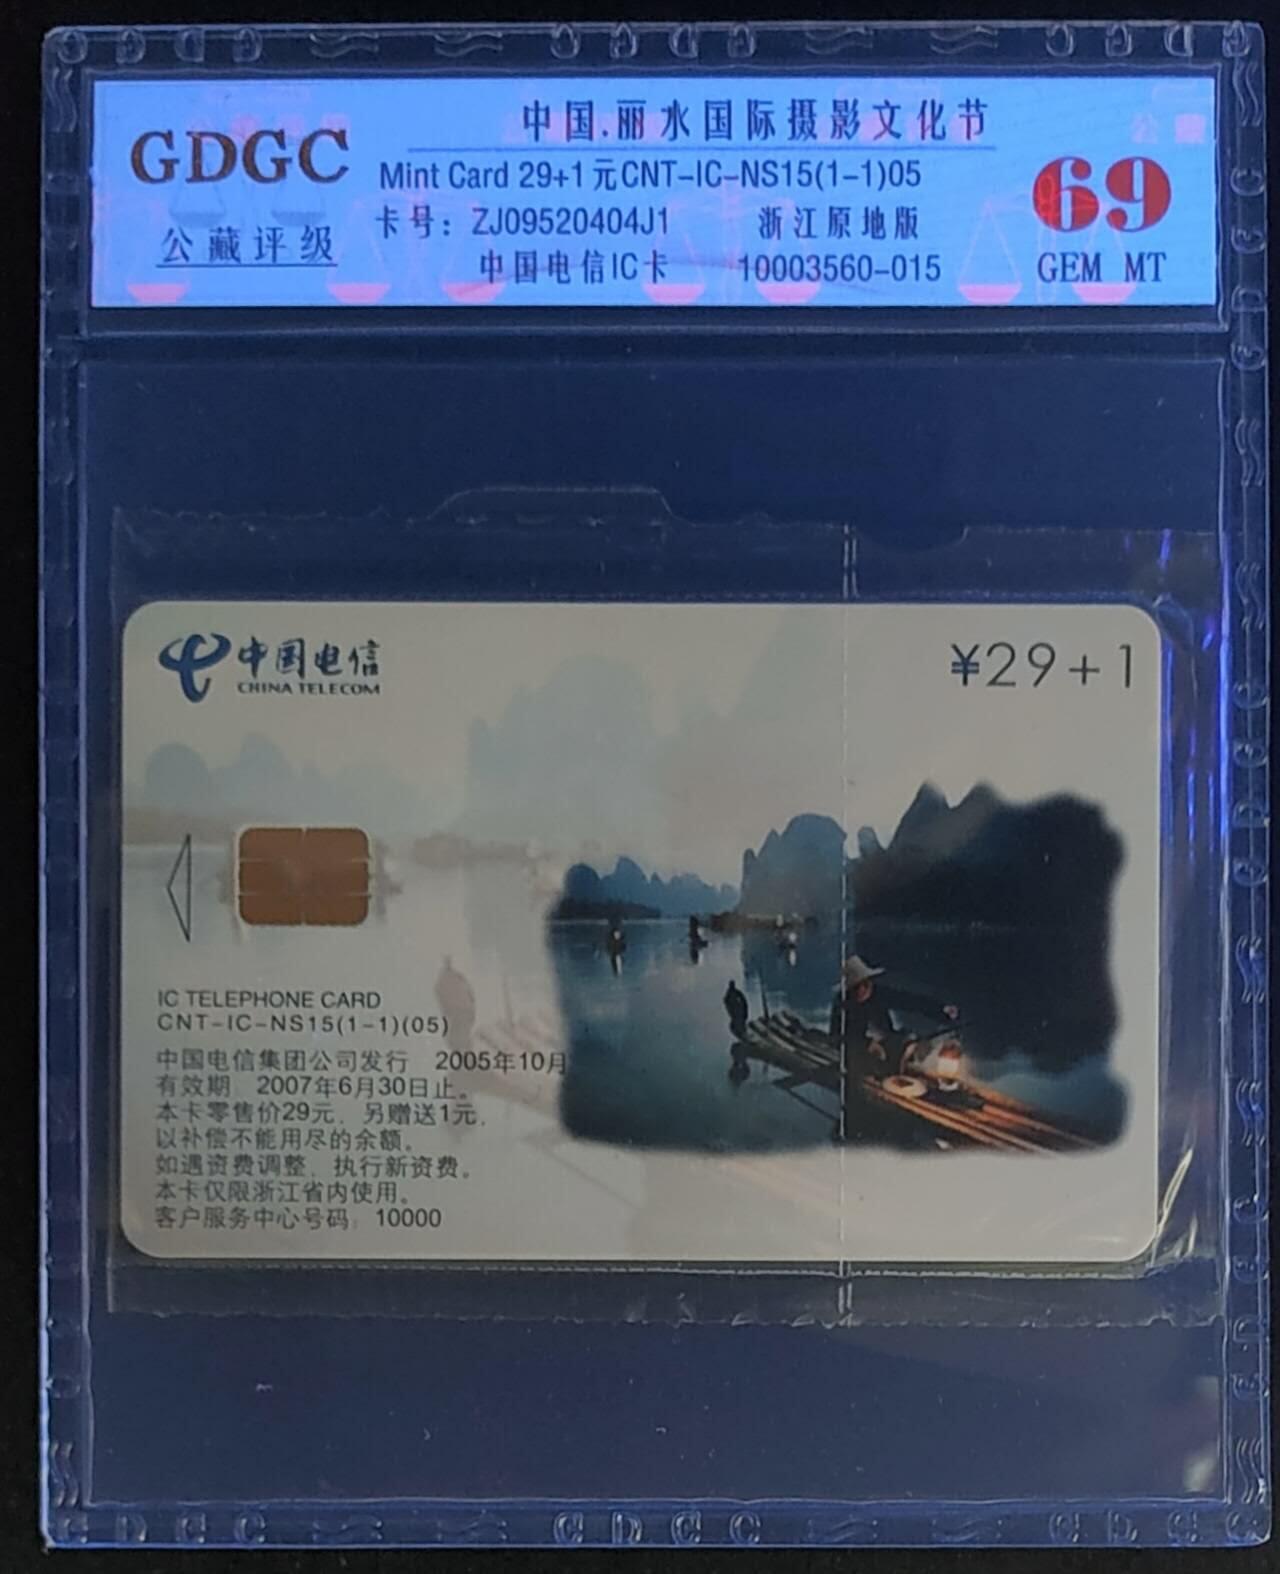 GDGC
公藏评级
中国.丽水国际摄影文化节
Mint Card 29+1元CNT-IC-NS15(1-1)05
卡号：ZJ09520404J1 浙江原地版
中国电信IC卡 10003560-015
69
GEM MT
中国电信
CHINA TELECOM
¥29+1
IC TELEPHONE CARD
CNT-IC-NS15(1-1)(05)
中国电信集团公司发行 2005年10月
有效期 2007年6月30日止。
本卡零售价29元，另赠送1元，
以补偿不能用尽的余额。
如遇资费调整，执行新资费。
本卡仅限浙江省内使用。
客户服务中心号码：10000